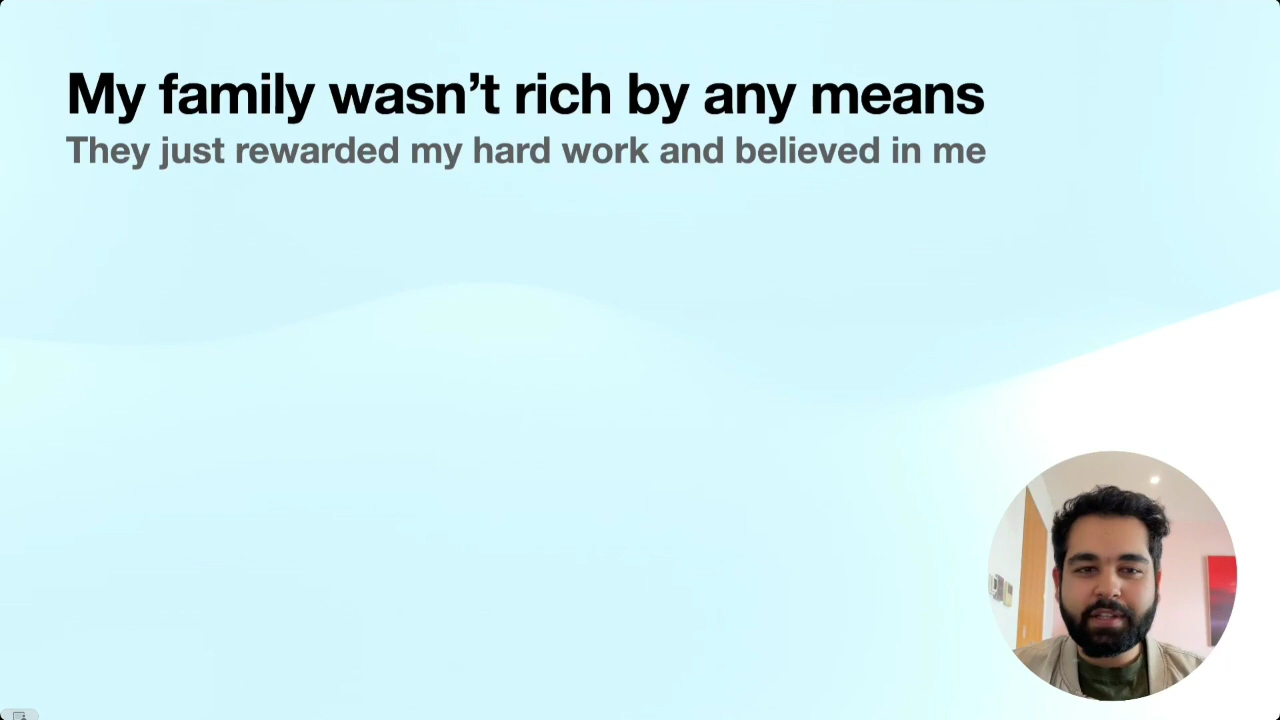 My family wasn’t rich by any means
They just rewarded my hard work and believed in me